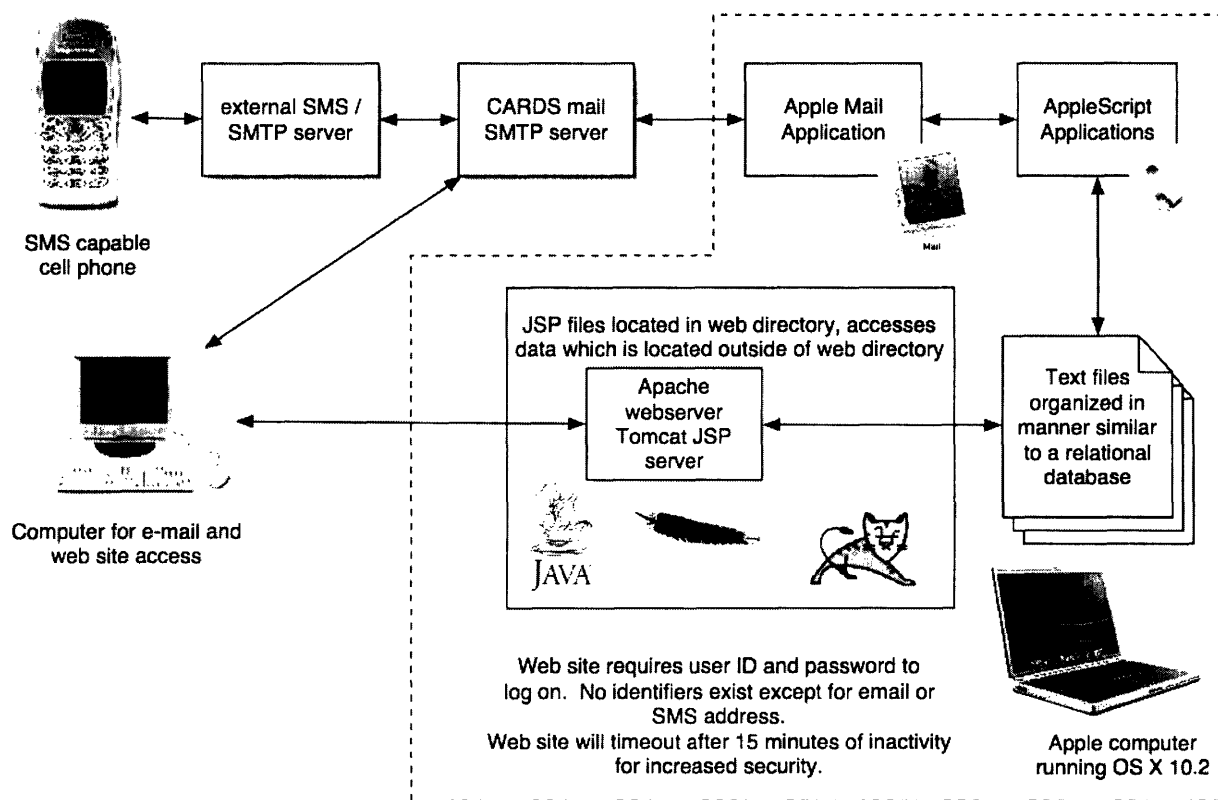 external SMS /
SMTP server
CARDS mail
SMTP server
Apple Mail
Application
AppleScript
Applications
Mail
SMS capable
cell phone
JSP files located in web directory, accesses
data which is located outside of web directory
Apache
webserver
Tomcat JSP
server
Text files
organized in
manner similar
to a relational
database
Computer for e-mail and
web site access
JAVA
Web site requires user ID and password to
log on. No identifiers exist except for email or
SMS address.
Web site will timeout after 15 minutes of inactivity
for increased security.
Apple computer
running OS X 10.2